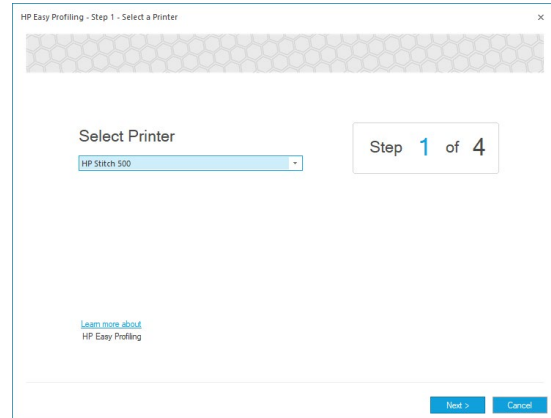 HP Easy Profiling - Step 1 - Select a Printer
Select Printer
HP Stitch 500
Step 1 of 4
Learn more about
HP Easy Profiling
Next >
Cancel